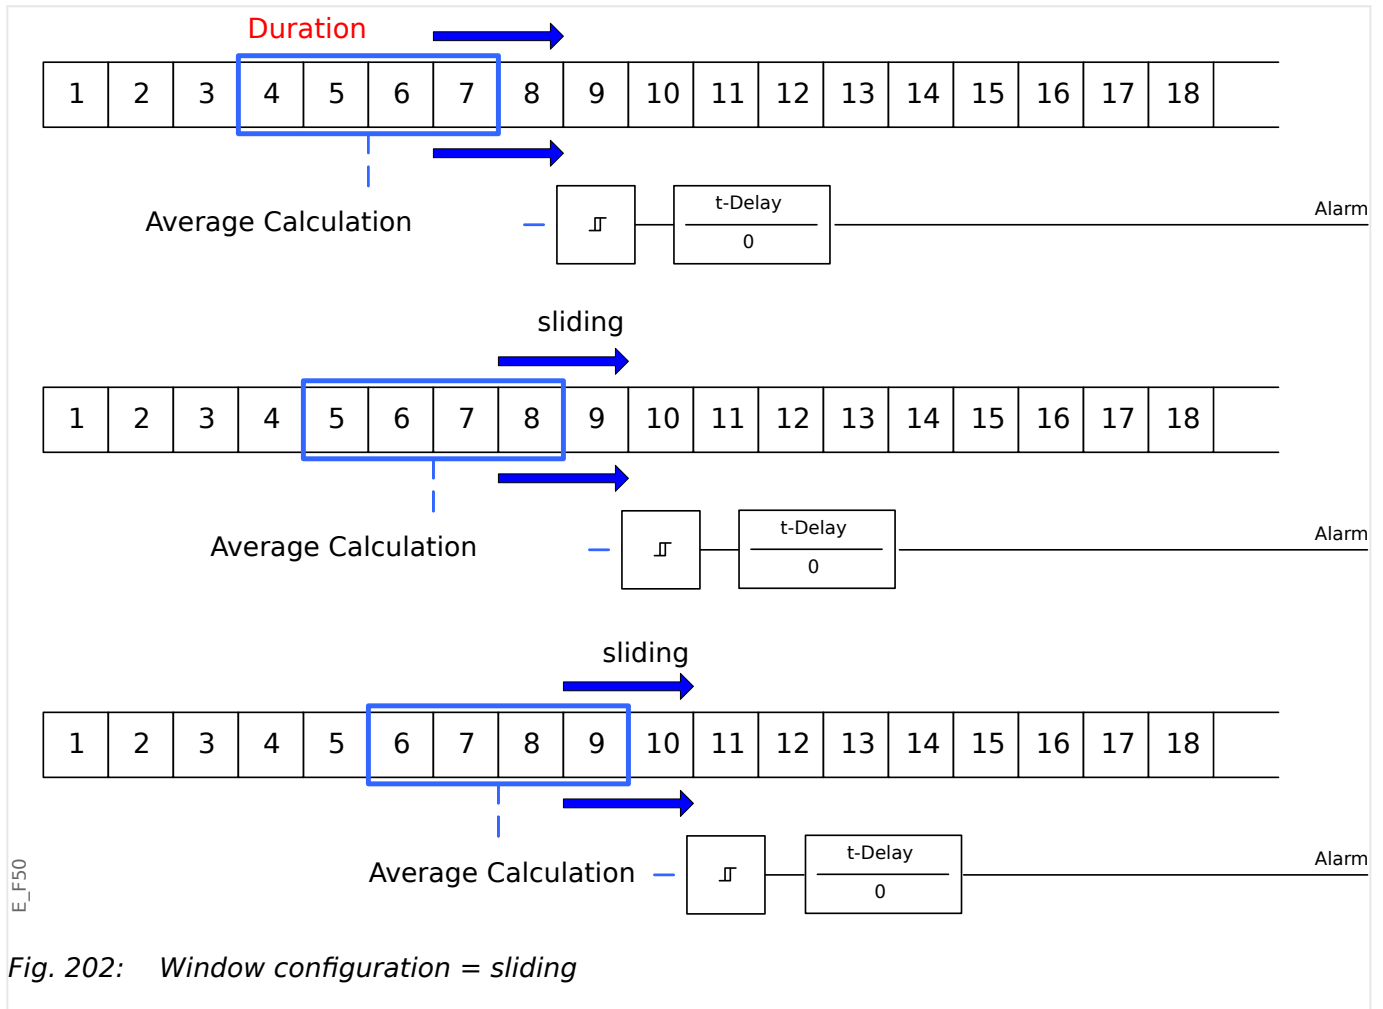 Duration
1 2 3 4 5 6 7 8 9 10 11 12 13 14 15 16 17 18
t-Delay
Alarm
Average Calculation
0
sliding
1 2 3 4 5 6 7 8 9 10 11 12 13 14 15 16 17 18
t-Delay
Alarm
Average Calculation
0
sliding
1 2 3 4 5 6 7 8 9 10 11 12 13 14 15 16 17 18
t-Delay
Alarm
Average Calculation
0
E_F50
Fig. 202: Window configuration = sliding